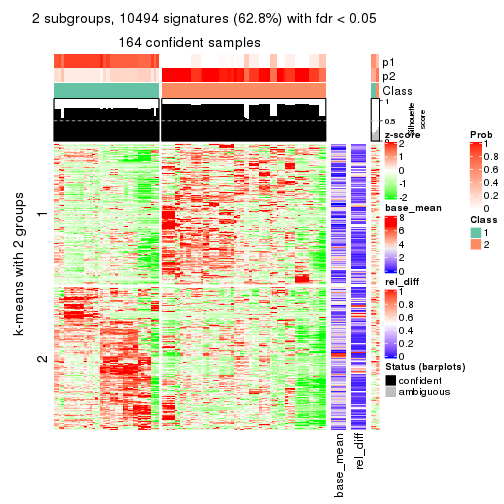 2 subgroups, 10494 signatures (62.8%) with fdr < 0.05
164 confident samples
p1
p2
Class
1
0.5
0
Silhouette
score
k-means with 2 groups
1
2
base_mean
rel_diff
z-score
2
1
0
-1
-2
base_mean
8
6
4
2
0
rel_diff
1
0.8
0.6
0.4
0.2
0
Status (barplots)
confident
ambiguous
Prob
1
0.8
0.6
0.4
0.2
0
Class
1
2